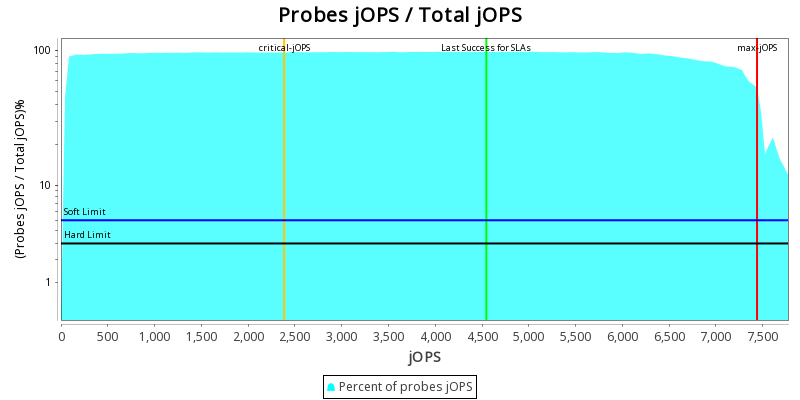 Probes jOPS / Total jOPS
(Probes jOPS / Total jOPS)%
100
10
1
critical-jOPS
Last Success for SLAs
max-jOPS
Soft Limit
Hard Limit
0 500 1,000 1,500 2,000 2,500 3,000 3,500 4,000 4,500 5,000 5,500 6,000 6,500 7,000 7,500
jOPS
Percent of probes jOPS